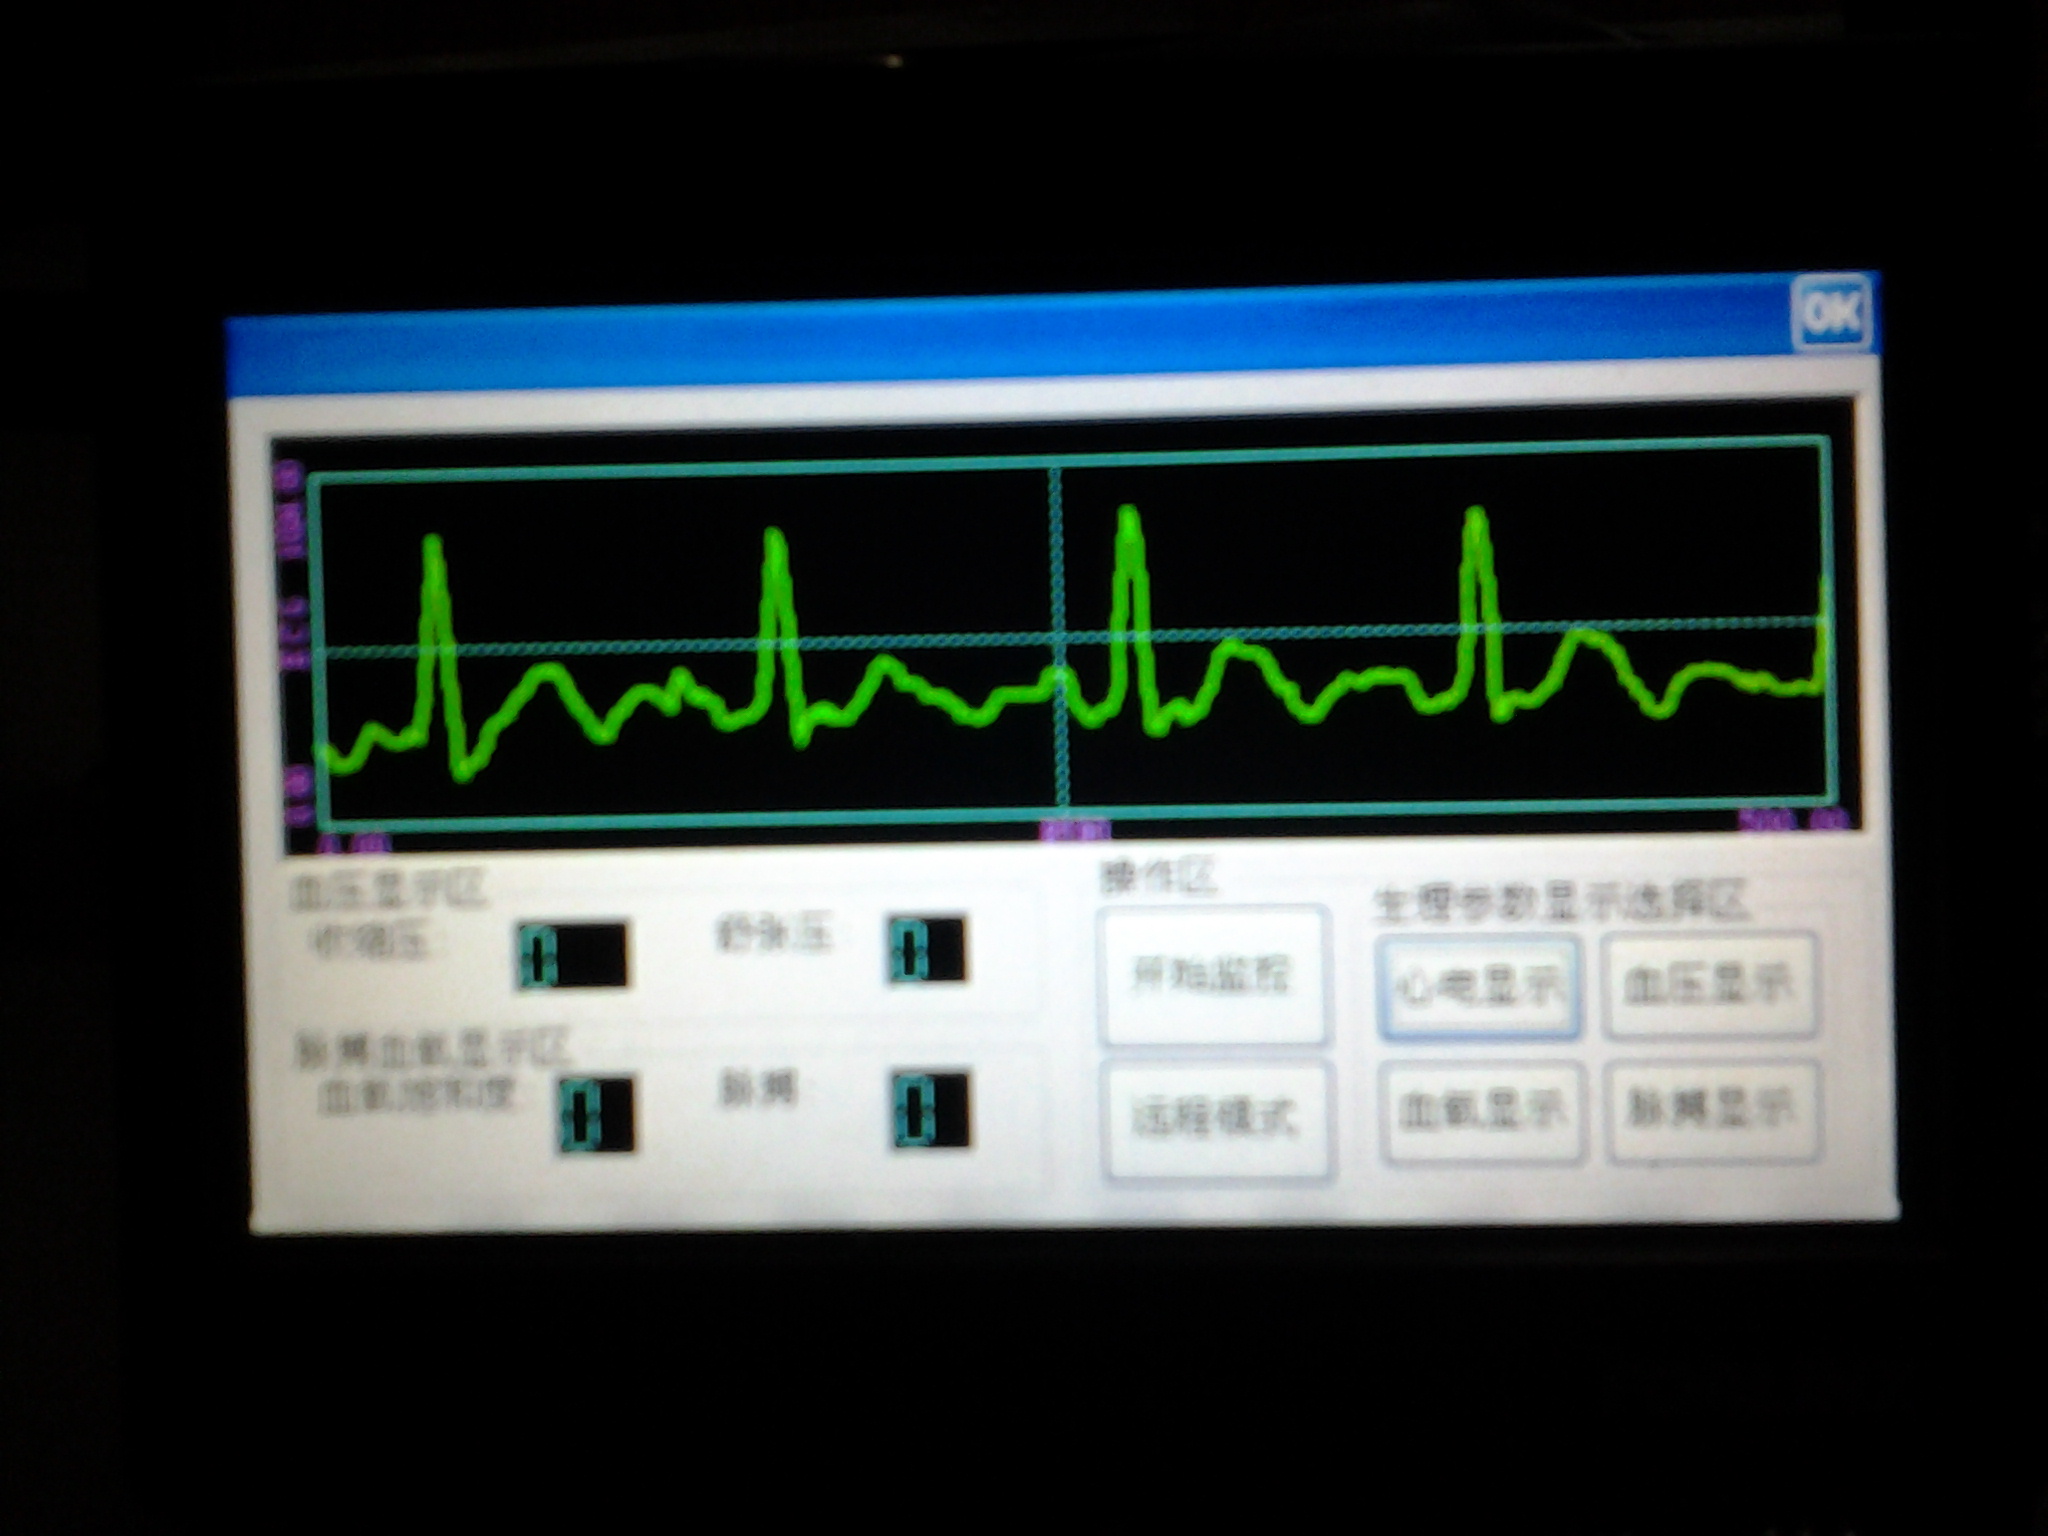 OK
血压显示区
收缩压 0 舒张压 0
脉搏血氧显示区
血氧饱和度 0 脉搏 0
操作区
开始监控
远程模式
生理参数显示选择区
心电显示 血压显示
血氧显示 脉搏显示